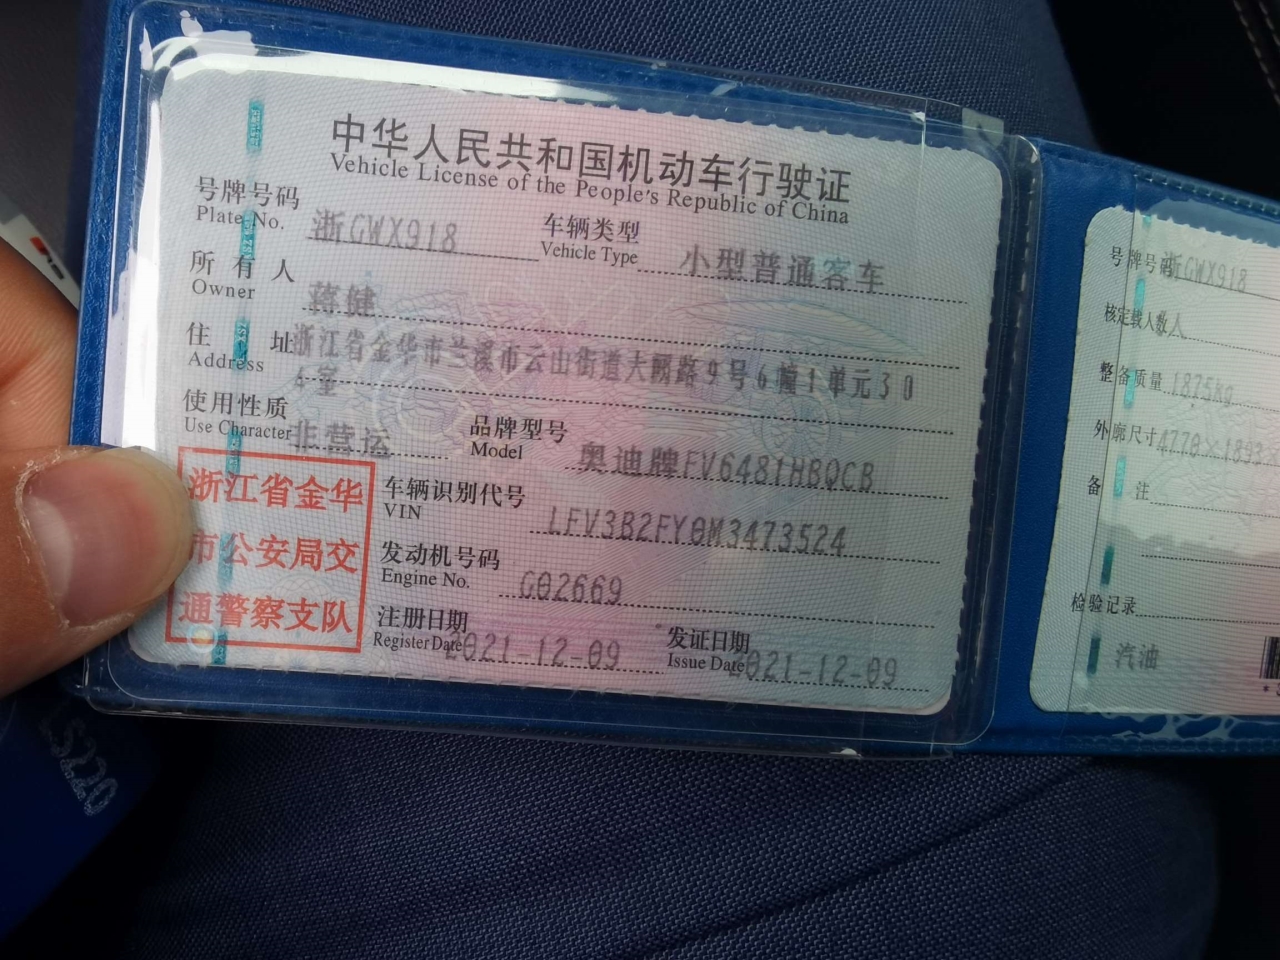 中华人民共和国机动车行驶证
Vehicle License of the People's Republic of China
号牌号码 浙GWX918 车辆类型 小型普通客车
Plate No. Vehicle Type
所有人 蒋健
Owner
住址 浙江省金华市兰溪市云山街道大阙路9号6幢1单元30
Address
4室
使用性质 非营运 品牌型号 奥迪牌FV6481HBQCB
Use Character Model
浙江省金华
市公安局交
通警察支队
车辆识别代号 LFV3B2FY0M3473524
VIN
发动机号码 G02669
Engine No.
注册日期 2021-12-09 发证日期 2021-12-09
Register Date Issue Date
号牌号码 浙GWX918
核定载人数 人
整备质量 1875kg
外廓尺寸 4770×1893
备注
检验记录
汽油
LS220